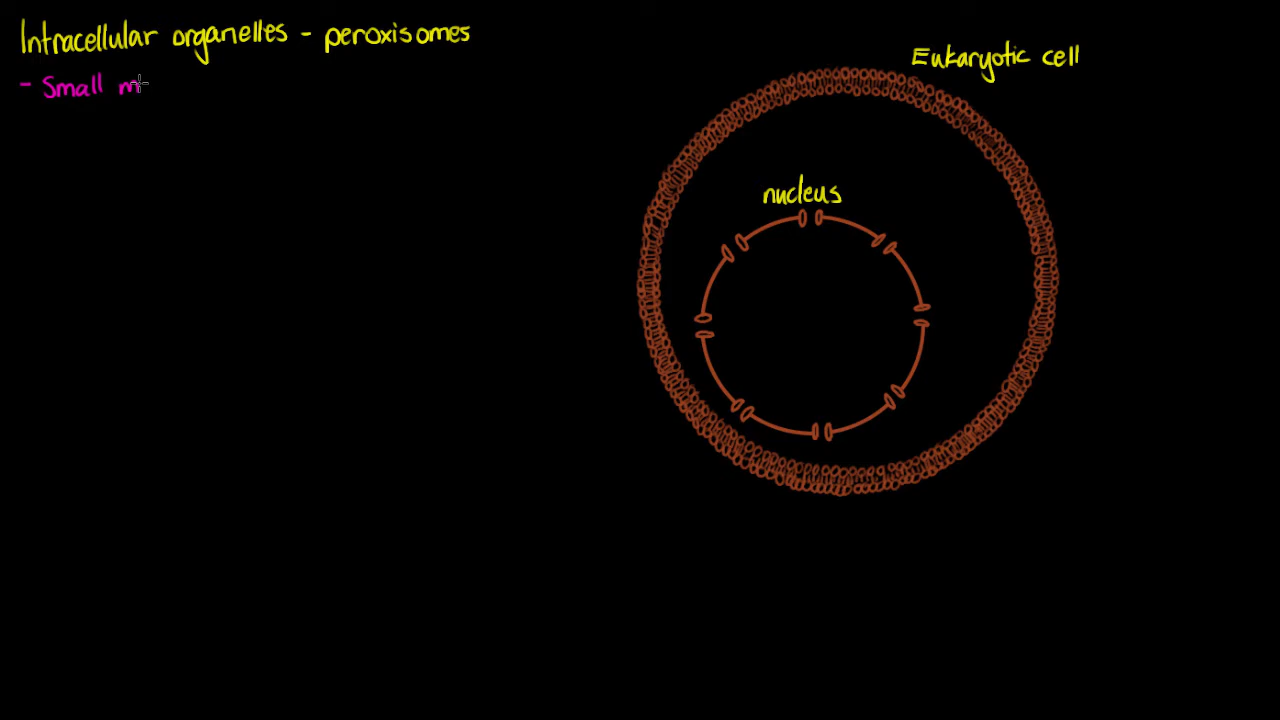 Intracellular organelles - peroxisomes
Eukaryotic cell
- Small m
nucleus